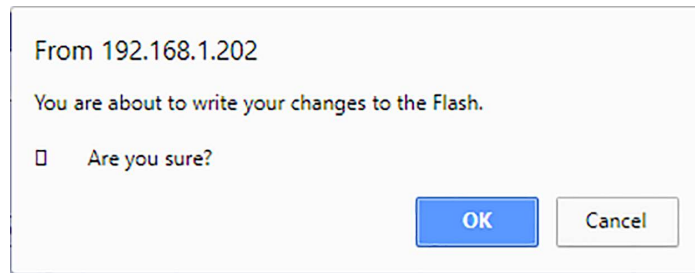 From 192.168.1.202
You are about to write your changes to the Flash.
▯ Are you sure?
OK
Cancel